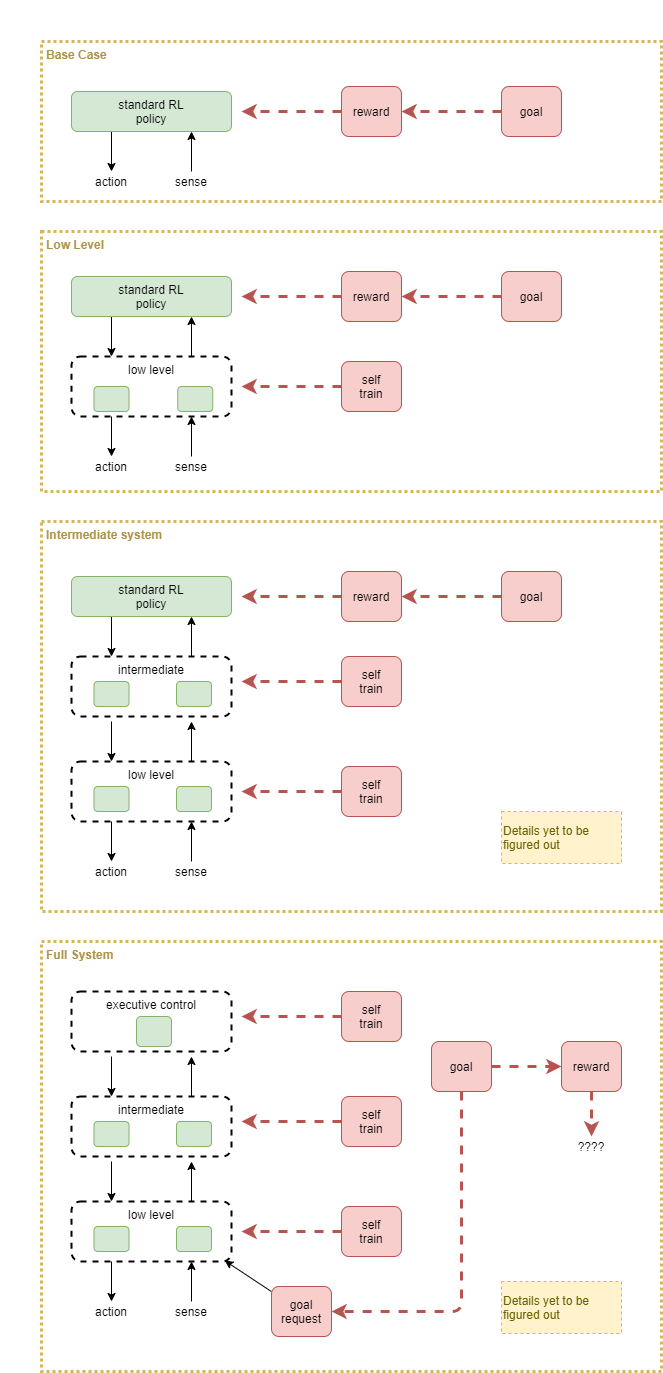 Base Case
standard RL
policy
reward
goal
action
sense
Low Level
standard RL
policy
reward
goal
low level
self
train
action
sense
Intermediate system
standard RL
policy
reward
goal
intermediate
self
train
low level
self
train
Details yet to be
figured out
action
sense
Full System
executive control
self
train
goal
reward
intermediate
self
train
????
low level
self
train
goal
request
action
sense
Details yet to be
figured out